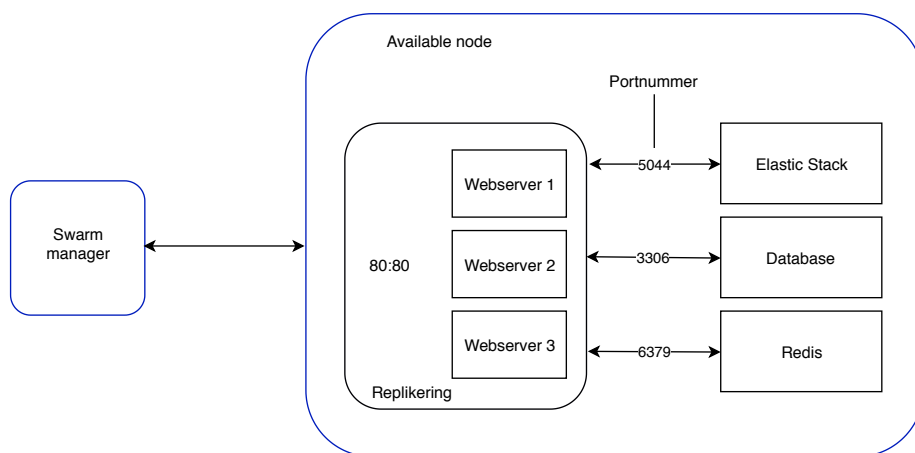 Available node
Portnummer
Swarm
manager
80:80
Webserver 1
Webserver 2
Webserver 3
Replikering
5044
Elastic Stack
3306
Database
6379
Redis